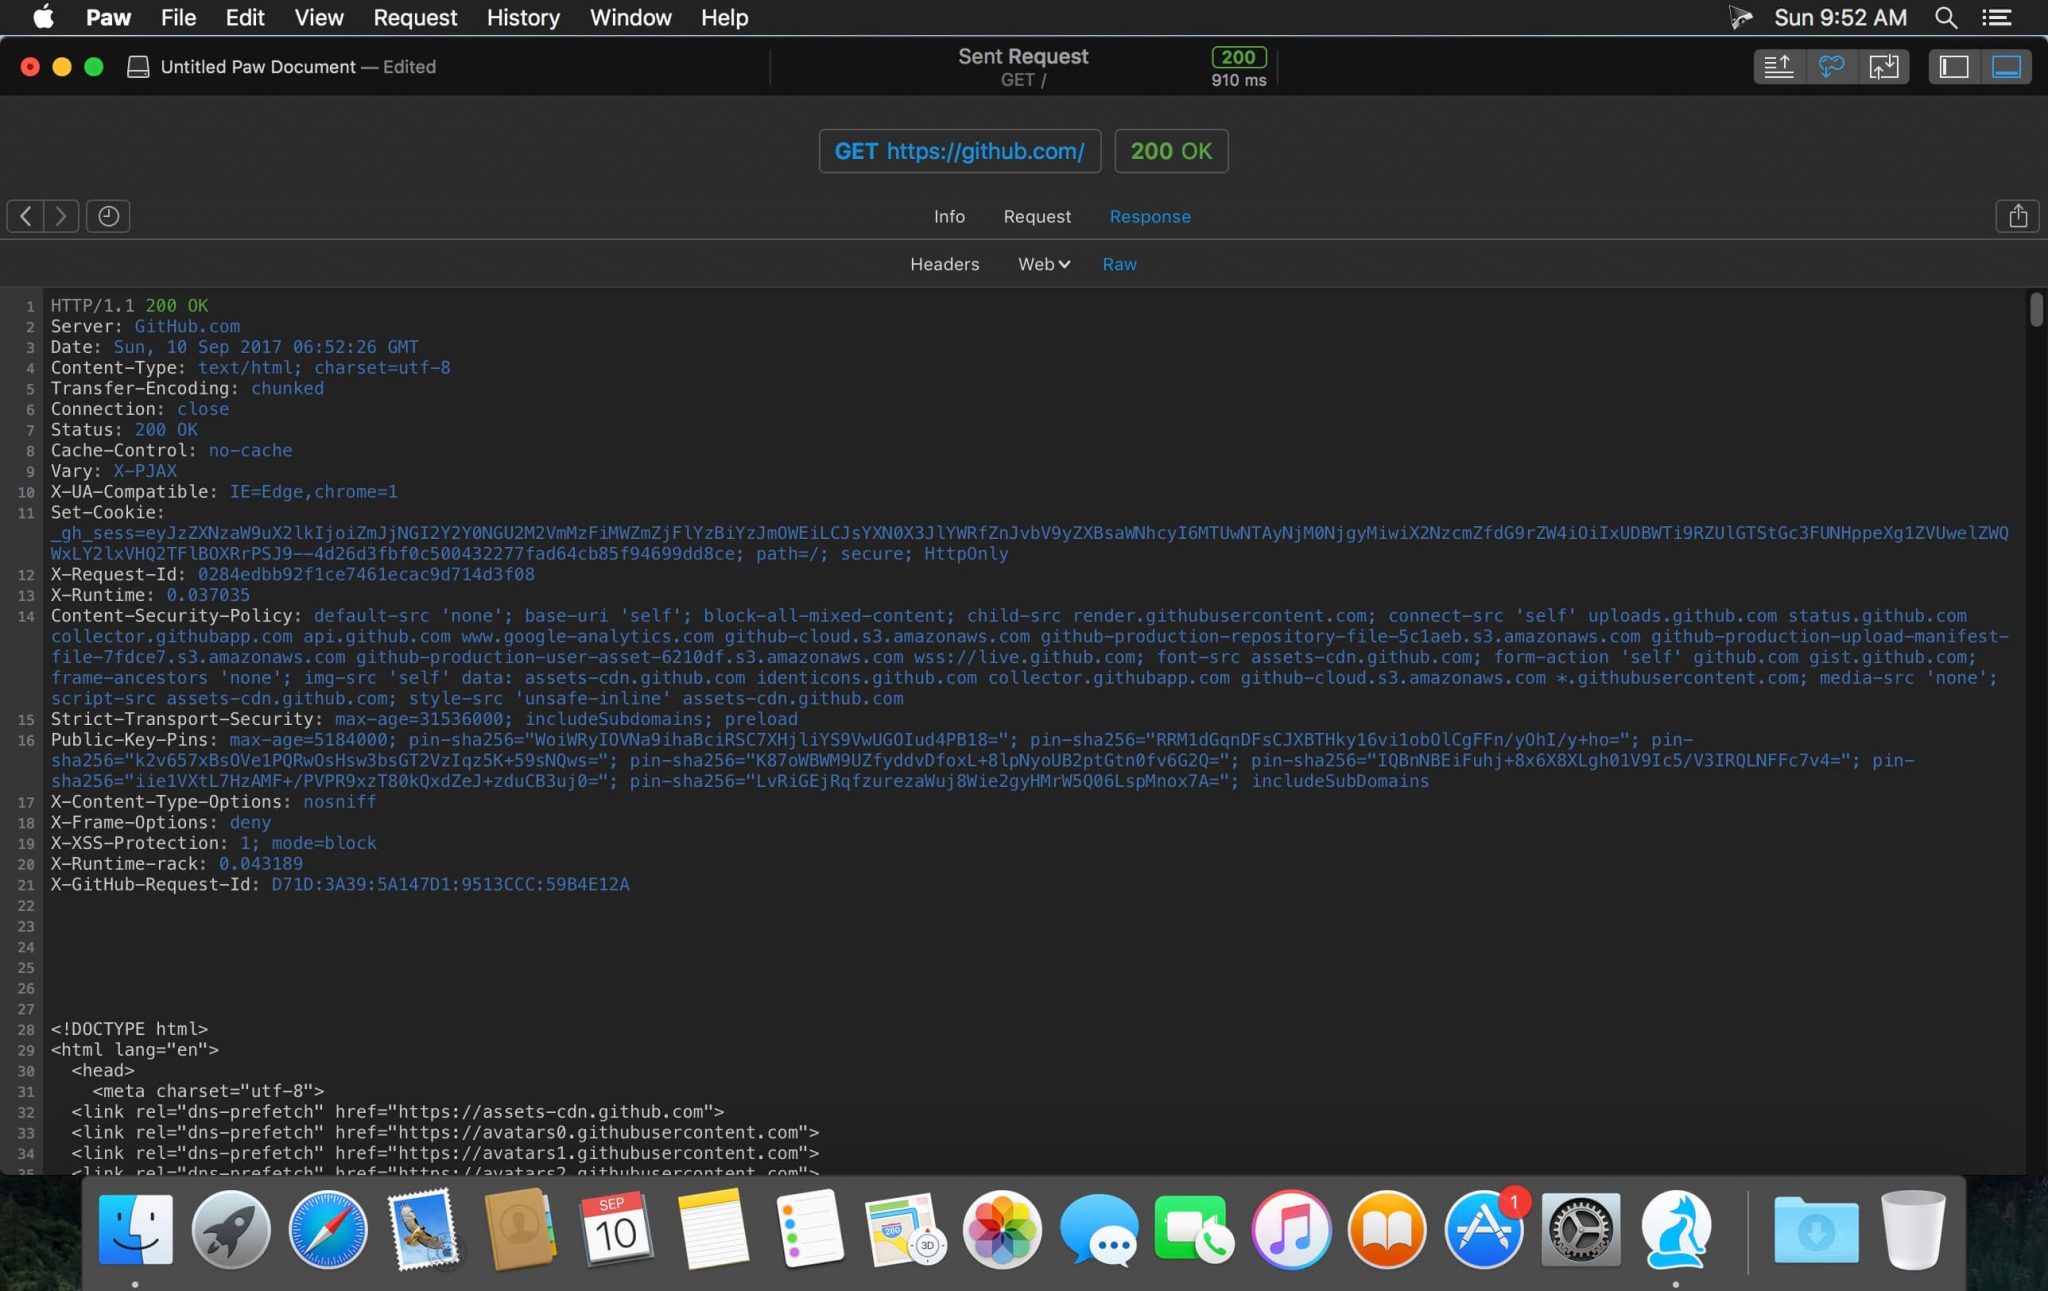 Paw File Edit View Request History Window Help Sun 9:52 AM
Untitled Paw Document — Edited
Sent Request
GET /
200
910 ms
GET https://github.com/ 200 OK
Info Request Response
Headers Web Raw
1 HTTP/1.1 200 OK
2 Server: GitHub.com
3 Date: Sun, 10 Sep 2017 06:52:26 GMT
4 Content-Type: text/html; charset=utf-8
5 Transfer-Encoding: chunked
6 Connection: close
7 Status: 200 OK
8 Cache-Control: no-cache
9 Vary: X-PJAX
10 X-UA-Compatible: IE=Edge,chrome=1
11 Set-Cookie:
_gh_sess=eyJzZXNzaW9uX2lkIjoiZmJjNGI2Y2Y0NGU2M2VmMzFiMWZmZjFlYzBiYzJmOWEiLCJsYXN0X3JlYWRfZnJvbV9yZXBsaWNhcyI6MTUwNTAyNjM0NjgyMiwiX2NzcmZfdG9rZW4iOiIxUDBWTi9RZUlGTStGc3FUNHppeXg1ZVUwelZWQ
WxLY2lxVHQ2TFlBOXRrPSJ9--4d26d3fbf0c500432277fad64cb85f94699dd8ce; path=/; secure; HttpOnly
12 X-Request-Id: 0284edbb92f1ce7461ecac9d714d3f08
13 X-Runtime: 0.037035
14 Content-Security-Policy: default-src 'none'; base-uri 'self'; block-all-mixed-content; child-src render.githubusercontent.com; connect-src 'self' uploads.github.com status.github.com
collector.githubapp.com api.github.com www.google-analytics.com github-cloud.s3.amazonaws.com github-production-repository-file-5c1aeb.s3.amazonaws.com github-production-upload-manifest-
file-7fdce7.s3.amazonaws.com github-production-user-asset-6210df.s3.amazonaws.com wss://live.github.com; font-src assets-cdn.github.com; form-action 'self' github.com gist.github.com;
frame-ancestors 'none'; img-src 'self' data: assets-cdn.github.com identicons.github.com collector.githubapp.com github-cloud.s3.amazonaws.com *.githubusercontent.com; media-src 'none';
script-src assets-cdn.github.com; style-src 'unsafe-inline' assets-cdn.github.com
15 Strict-Transport-Security: max-age=31536000; includeSubdomains; preload
16 Public-Key-Pins: max-age=5184000; pin-sha256="WoiWRyIOVNa9ihaBciRSC7XHjliYS9VwUGOIud4PB18="; pin-sha256="RRM1dGqnDFsCJXBTHky16vi1obOlCgFFn/yOhI/y+ho="; pin-
sha256="k2v657xBsOVe1PQRwOsHsw3bsGT2VzIqz5K+59sNQws="; pin-sha256="K87oWBWM9UZfyddvDfoxL+8lpNyoUB2ptGtn0fv6G2Q="; pin-sha256="IQBnNBEiFuhj+8x6X8XLgh01V9Ic5/V3IRQLNFFc7v4="; pin-
sha256="iie1VXtL7HzAMF+/PVPR9xzT80kQxdZeJ+zduCB3uj0="; pin-sha256="LvRiGEjRqfzurezaWuj8Wie2gyHMrW5Q06LspMnox7A="; includeSubDomains
17 X-Content-Type-Options: nosniff
18 X-Frame-Options: deny
19 X-XSS-Protection: 1; mode=block
20 X-Runtime-rack: 0.043189
21 X-GitHub-Request-Id: D71D:3A39:5A147D1:9513CCC:59B4E12A
22
23
24
25
26
27
28 <!DOCTYPE html>
29 <html lang="en">
30 <head>
31 <meta charset="utf-8">
32 <link rel="dns-prefetch" href="https://assets-cdn.github.com">
33 <link rel="dns-prefetch" href="https://avatars0.githubusercontent.com">
34 <link rel="dns-prefetch" href="https://avatars1.githubusercontent.com">
35 <link rel="dns-prefetch" href="https://avatars2.githubusercontent.com">
SEP
10
280
3D
1